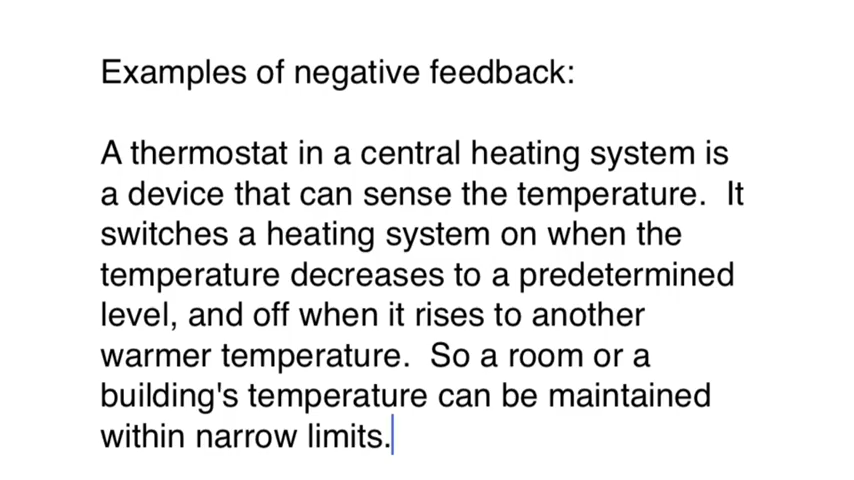 Examples of negative feedback:
A thermostat in a central heating system is
a device that can sense the temperature.  It
switches a heating system on when the
temperature decreases to a predetermined
level, and off when it rises to another
warmer temperature.  So a room or a
building's temperature can be maintained
within narrow limits.